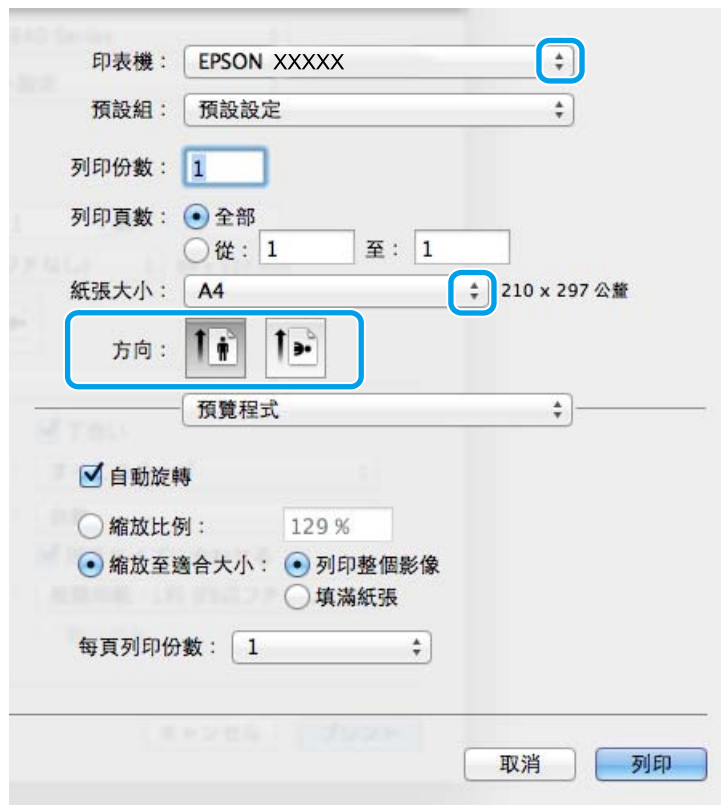 印表機： EPSON XXXXX
預設組： 預設設定
列印份數： 1
列印頁數： 全部
從： 1 至： 1
紙張大小： A4 210 x 297 公釐
方向：
預覽程式
自動旋轉
縮放比例： 129 %
縮放至適合大小： 列印整個影像
填滿紙張
每頁列印份數： 1
取消 列印